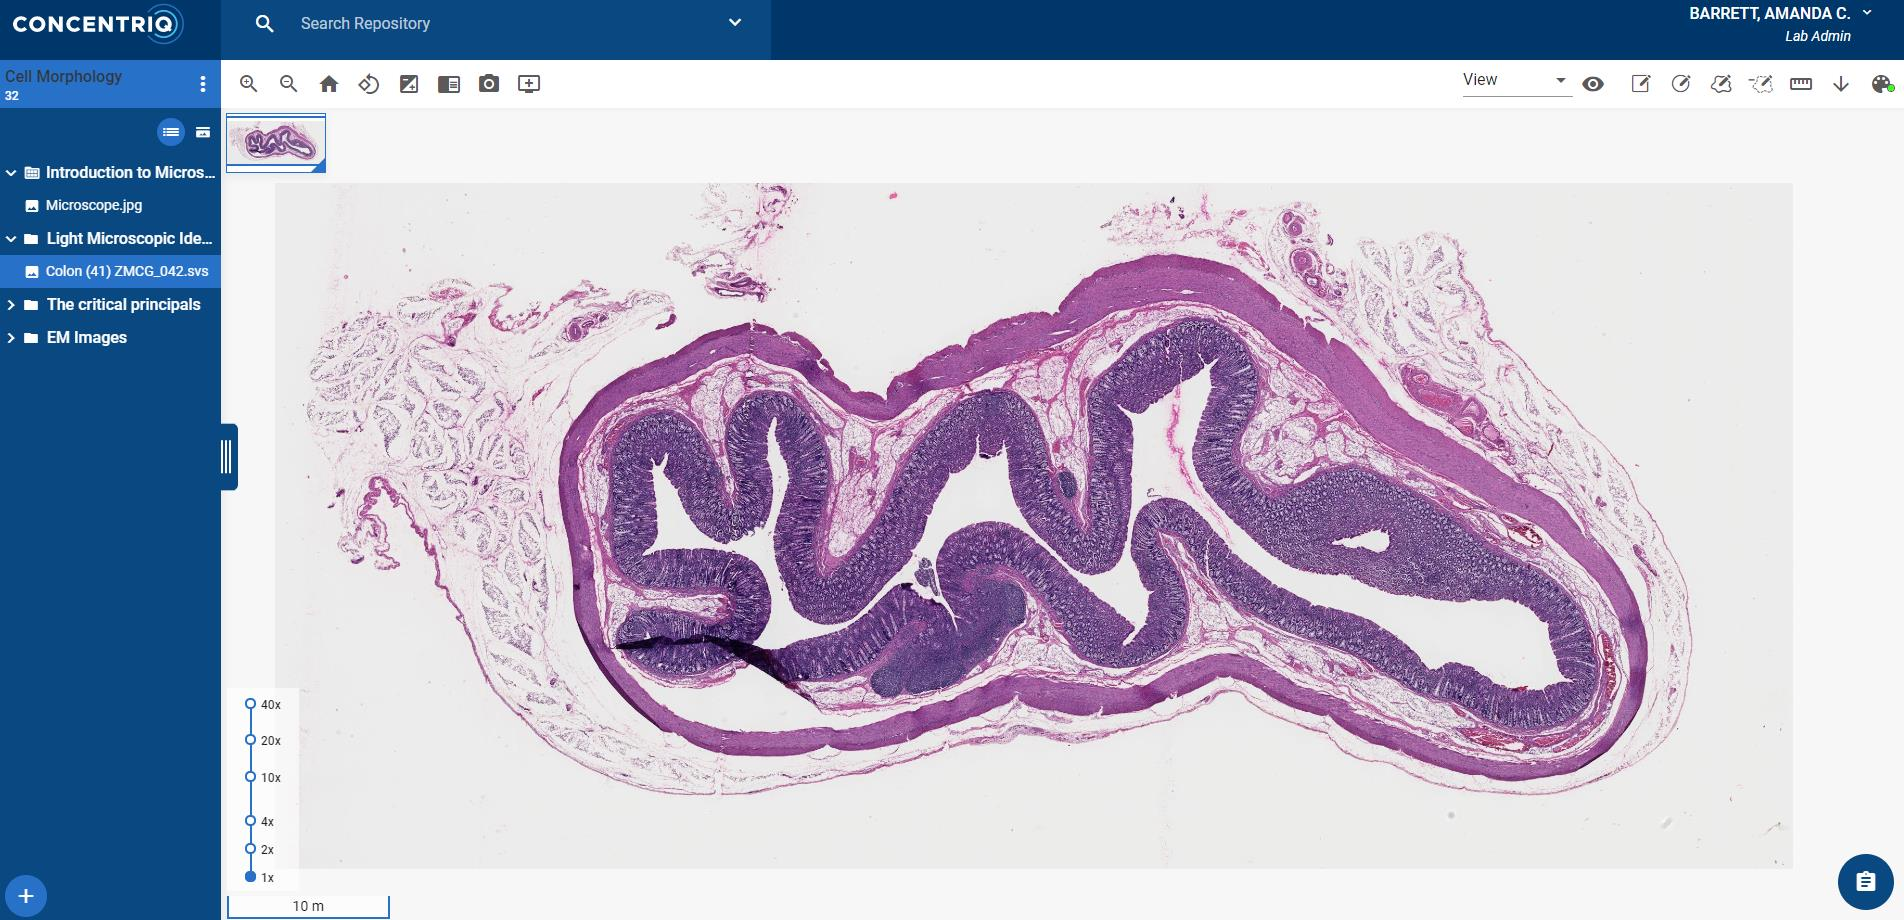 CONCENTRIQ
Search Repository
BARRETT, AMANDA C.
Lab Admin
Cell Morphology
32
View
Introduction to Micros...
Microscope.jpg
Light Microscopic Ide...
Colon (41) ZMCG_042.svs
The critical principals
EM Images
40x
20x
10x
4x
2x
1x
10 m